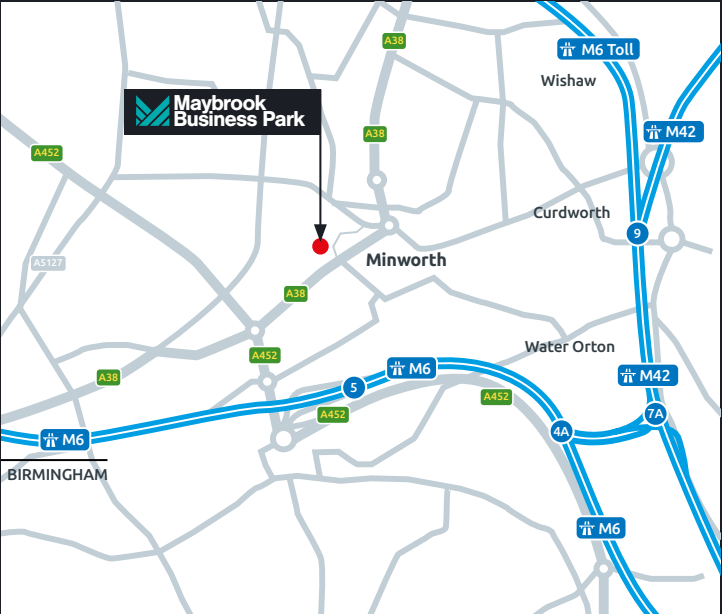 A38
M6 Toll
Wishaw
Maybrook
Business Park
M42
A38
A452
Curdworth
9
Minworth
A5127
A38
Water Orton
A452
M6
M42
A38
5
A452
A452
7A
4A
M6
BIRMINGHAM
M6